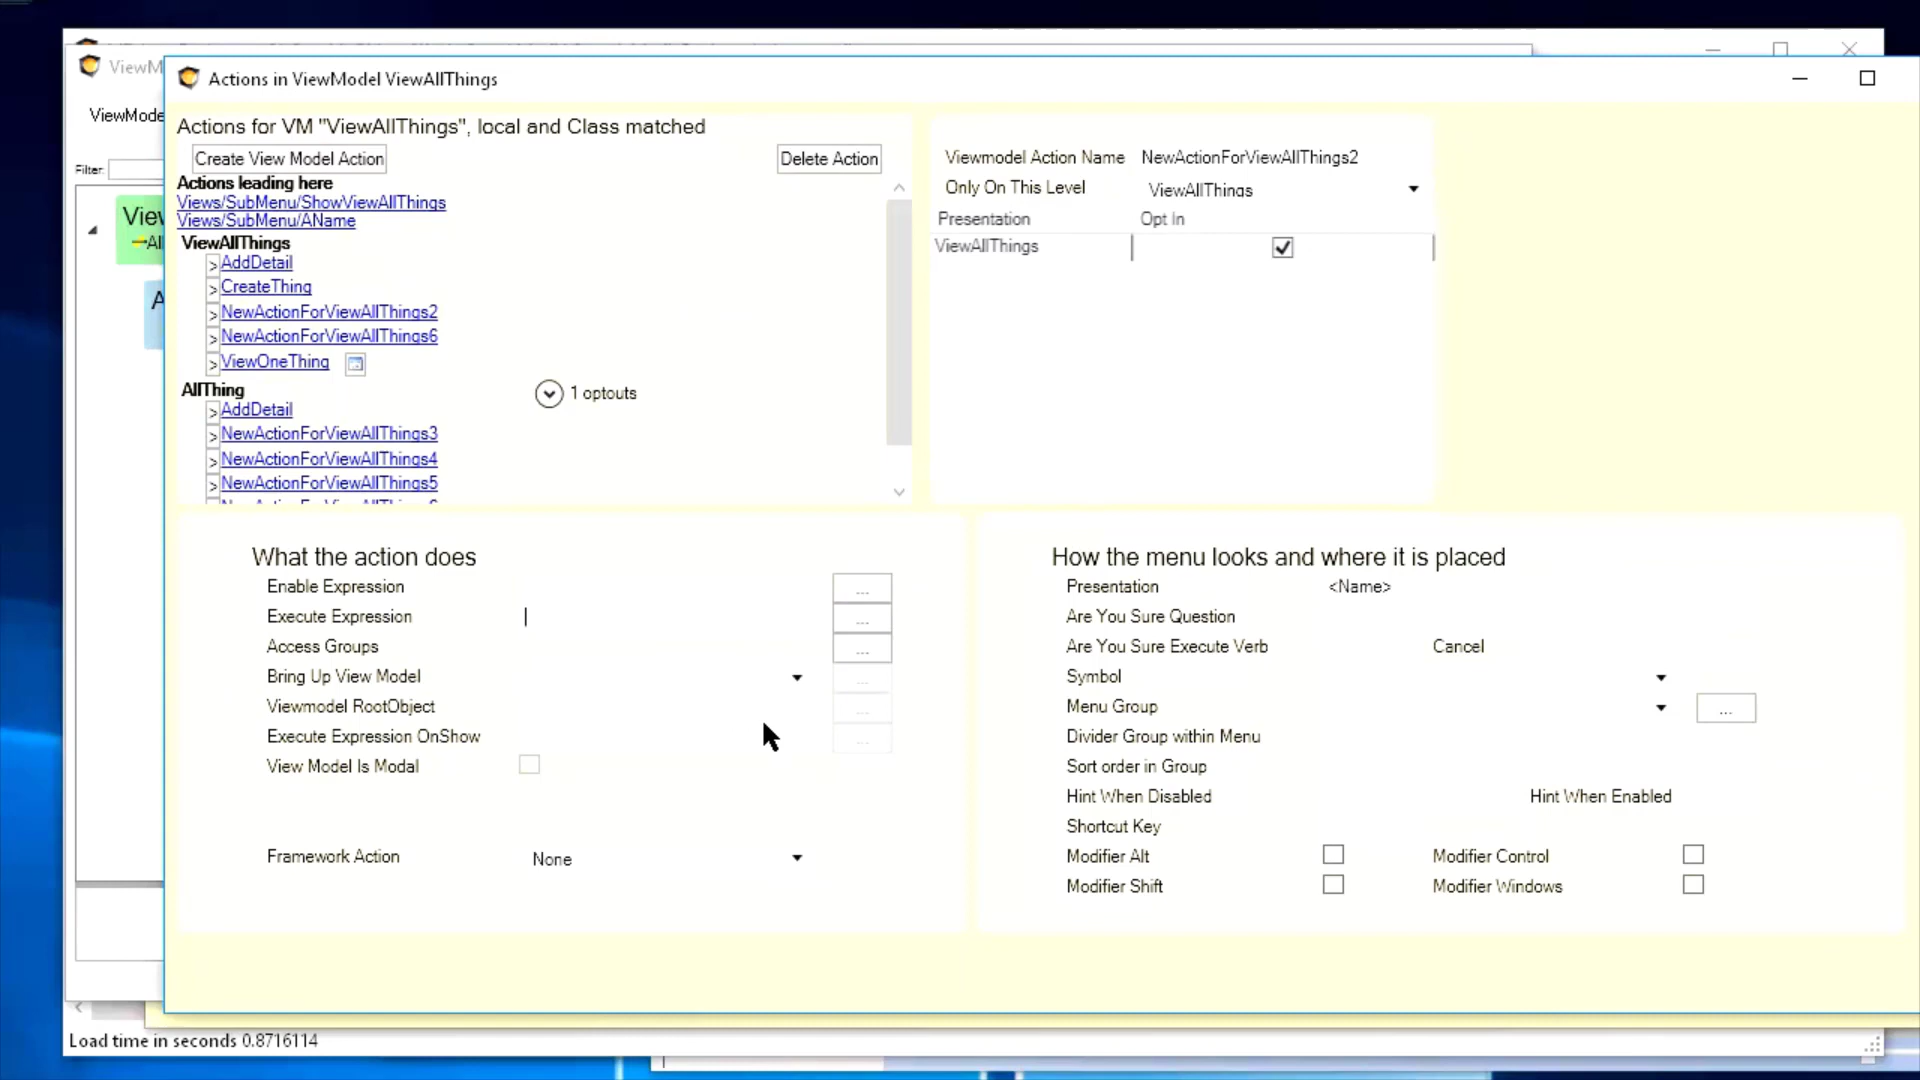 ViewM
Actions in ViewModel ViewAllThings
ViewMode
Actions for VM "ViewAllThings", local and Class matched
Create View Model Action
Delete Action
Filter:
Actions leading here
Views/SubMenu/ShowViewAllThings
Views/SubMenu/AName
ViewAllThings
AddDetail
CreateThing
NewActionForViewAllThings2
NewActionForViewAllThings6
ViewOneThing
AllThing
1 optouts
AddDetail
NewActionForViewAllThings3
NewActionForViewAllThings4
NewActionForViewAllThings5
Viewmodel Action Name NewActionForViewAllThings2
Only On This Level ViewAllThings
Presentation Opt In
ViewAllThings
What the action does
Enable Expression ...
Execute Expression ...
Access Groups ...
Bring Up View Model ...
Viewmodel RootObject ...
Execute Expression OnShow ...
View Model Is Modal
Framework Action None
How the menu looks and where it is placed
Presentation <Name>
Are You Sure Question
Are You Sure Execute Verb Cancel
Symbol
Menu Group ...
Divider Group within Menu
Sort order in Group
Hint When Disabled Hint When Enabled
Shortcut Key
Modifier Alt Modifier Control
Modifier Shift Modifier Windows
Load time in seconds 0.8716114